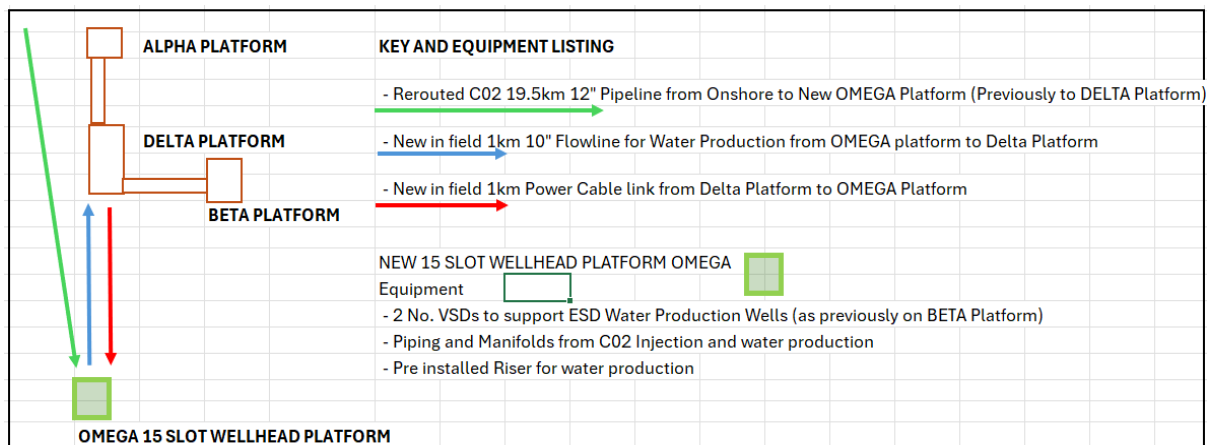 ALPHA PLATFORM
KEY AND EQUIPMENT LISTING
- Rerouted C02 19.5km 12" Pipeline from Onshore to New OMEGA Platform (Previously to DELTA Platform)
DELTA PLATFORM
- New in field 1km 10" Flowline for Water Production from OMEGA platform to Delta Platform
- New in field 1km Power Cable link from Delta Platform to OMEGA Platform
BETA PLATFORM
NEW 15 SLOT WELLHEAD PLATFORM OMEGA
Equipment
- 2 No. VSDs to support ESD Water Production Wells (as previously on BETA Platform)
- Piping and Manifolds from C02 Injection and water production
- Pre installed Riser for water production
OMEGA 15 SLOT WELLHEAD PLATFORM